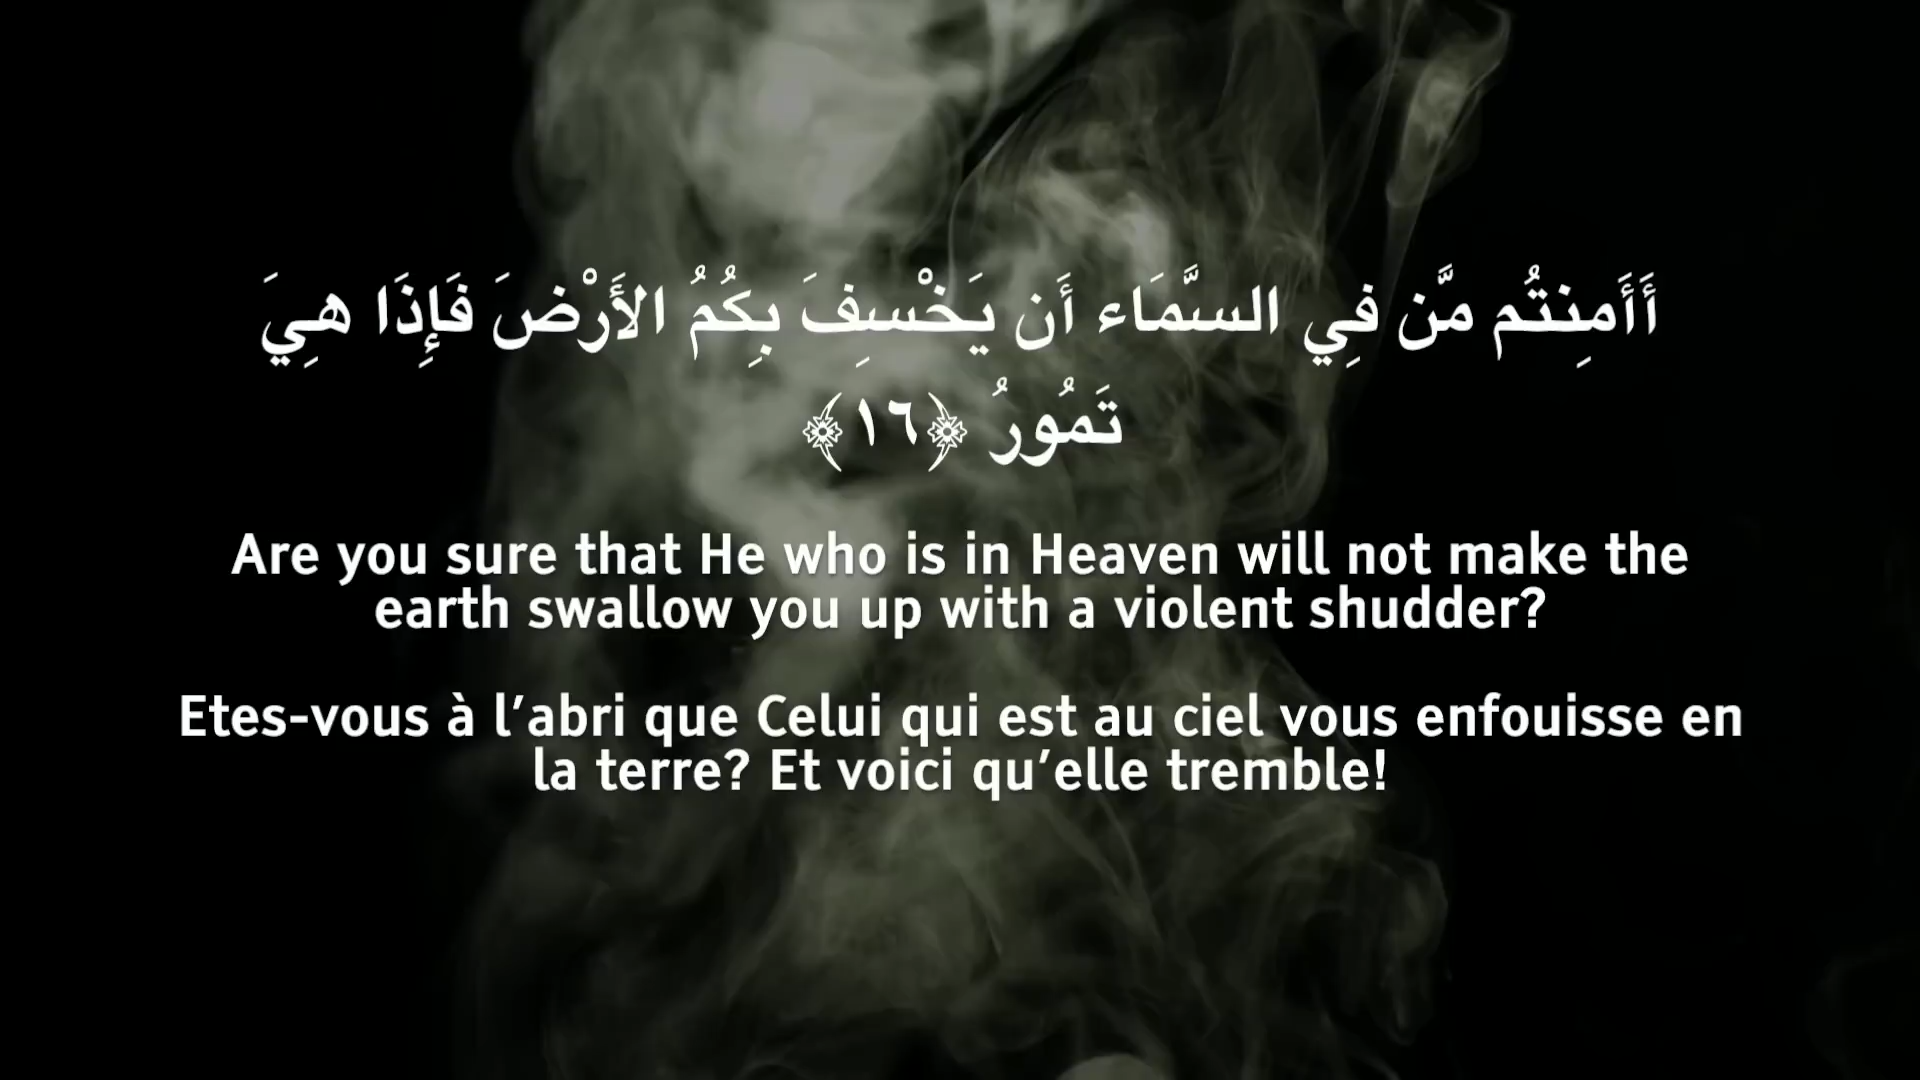 أَأَمِنتُم مَّن فِي السَّمَاء أَن يَخْسِفَ بِكُمُ الأَرْضَ فَإِذَا هِيَ
تَمُورُ ﴿١٦﴾
Are you sure that He who is in Heaven will not make the
earth swallow you up with a violent shudder?
Etes-vous à l’abri que Celui qui est au ciel vous enfouisse en
la terre? Et voici qu’elle tremble!